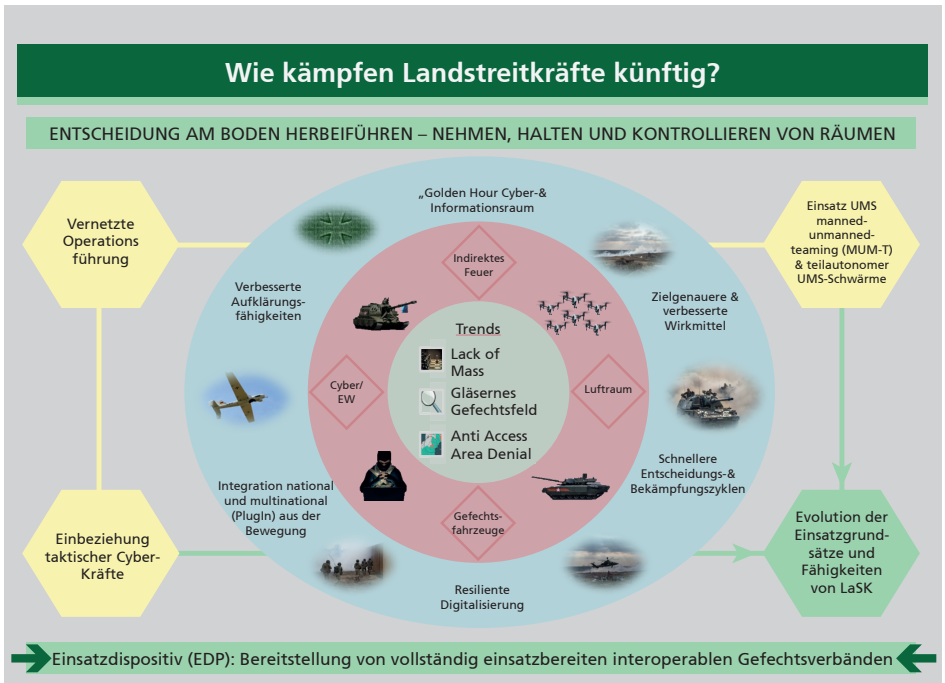 Wie kämpfen Landstreitkräfte künftig?
ENTSCHEIDUNG AM BODEN HERBEIFÜHREN – NEHMEN, HALTEN UND KONTROLLIEREN VON RÄUMEN
Vernetzte
Operations
führung
„Golden Hour Cyber-&
Informationsraum
Einsatz UMS
manned-
unmanned-
teaming (MUM-T)
& teilautonomer
UMS-Schwärme
Verbesserte
Aufklärungs-
fähigkeiten
Indirektes
Feuer
Zielgenauere &
verbesserte
Wirkmittel
Trends
Lack of
Mass
Gläsernes
Gefechtsfeld
Anti Access
Area Denial
Cyber/
EW
Luftraum
Integration national
und multinational
(PlugIn) aus der
Bewegung
Gefechts-
fahrzeuge
Schnellere
Entscheidungs-&
Bekämpfungszyklen
Einbeziehung
taktischer Cyber-
Kräfte
Resiliente
Digitalisierung
Evolution der
Einsatzgrund-
sätze und
Fähigkeiten
von LaSK
Einsatzdispositiv (EDP): Bereitstellung von vollständig einsatzbereiten interoperablen Gefechtsverbänden